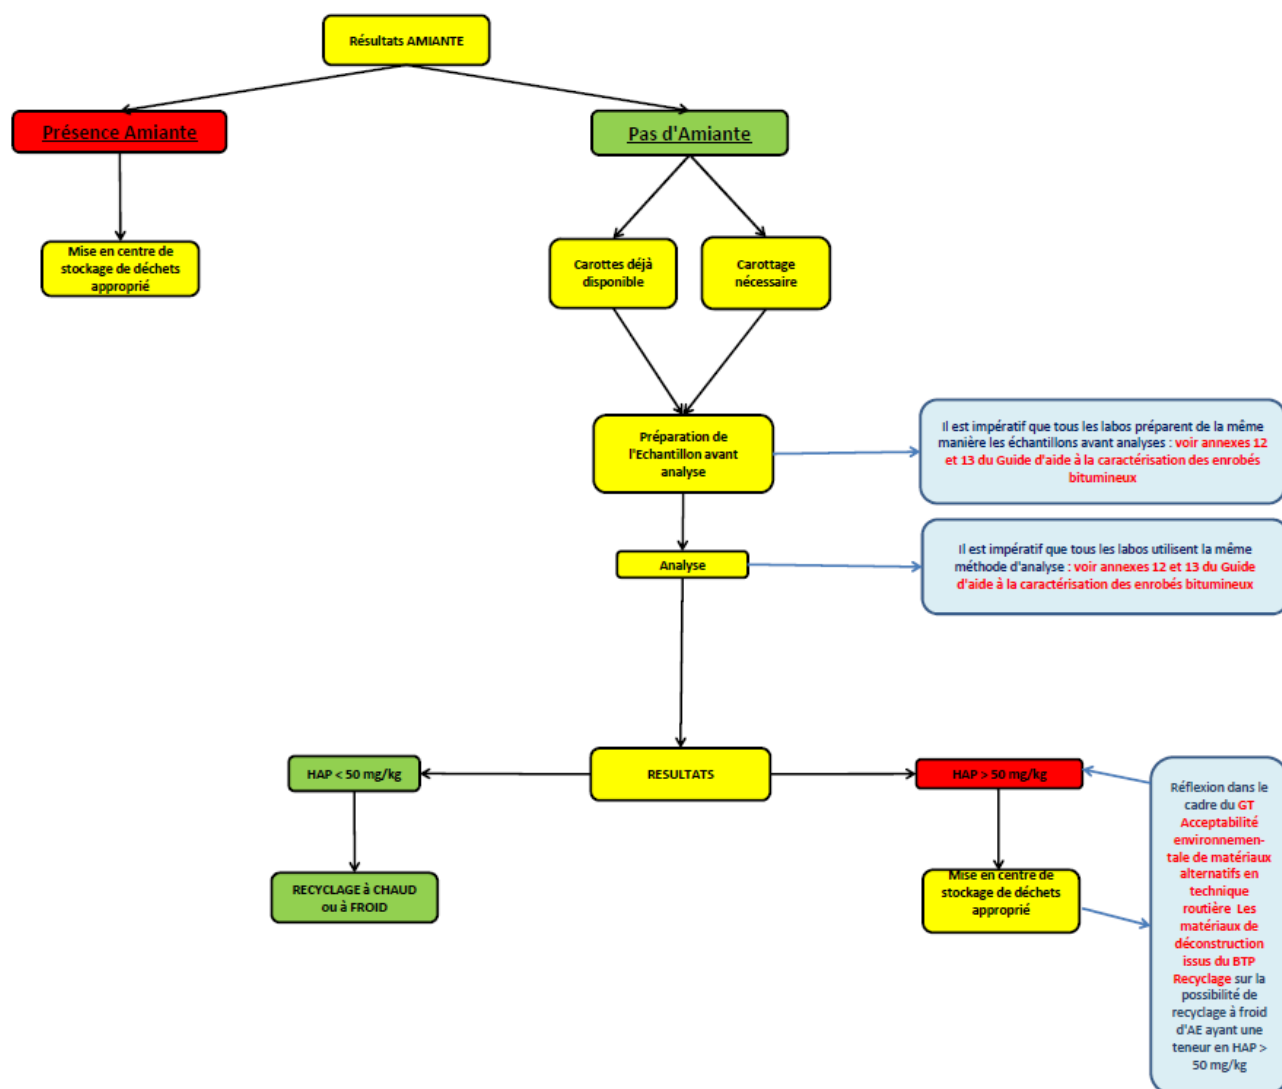 Résultats AMIANTE
Présence Amiante
Pas d'Amiante
Mise en centre de
stockage de déchets
approprié
Carottes déjà
disponible
Carottage
nécessaire
Préparation de
l'Echantillon avant
analyse
Il est impératif que tous les labos préparent de la même
manière les échantillons avant analyses : voir annexes 12
et 13 du Guide d'aide à la caractérisation des enrobés
bitumineux
Analyse
Il est impératif que tous les labos utilisent la même
méthode d'analyse : voir annexes 12 et 13 du Guide
d'aide à la caractérisation des enrobés bitumineux
HAP < 50 mg/kg
RESULTATS
HAP > 50 mg/kg
RECYCLAGE à CHAUD
ou à FROID
Mise en centre de
stockage de déchets
approprié
Réflexion dans le
cadre du GT
Acceptabilité
environnemen-
tale de matériaux
alternatifs en
technique
routière Les
matériaux de
déconstruction
issus du BTP
Recyclage sur la
possibilité de
recyclage à froid
d'AE ayant une
teneur en HAP >
50 mg/kg